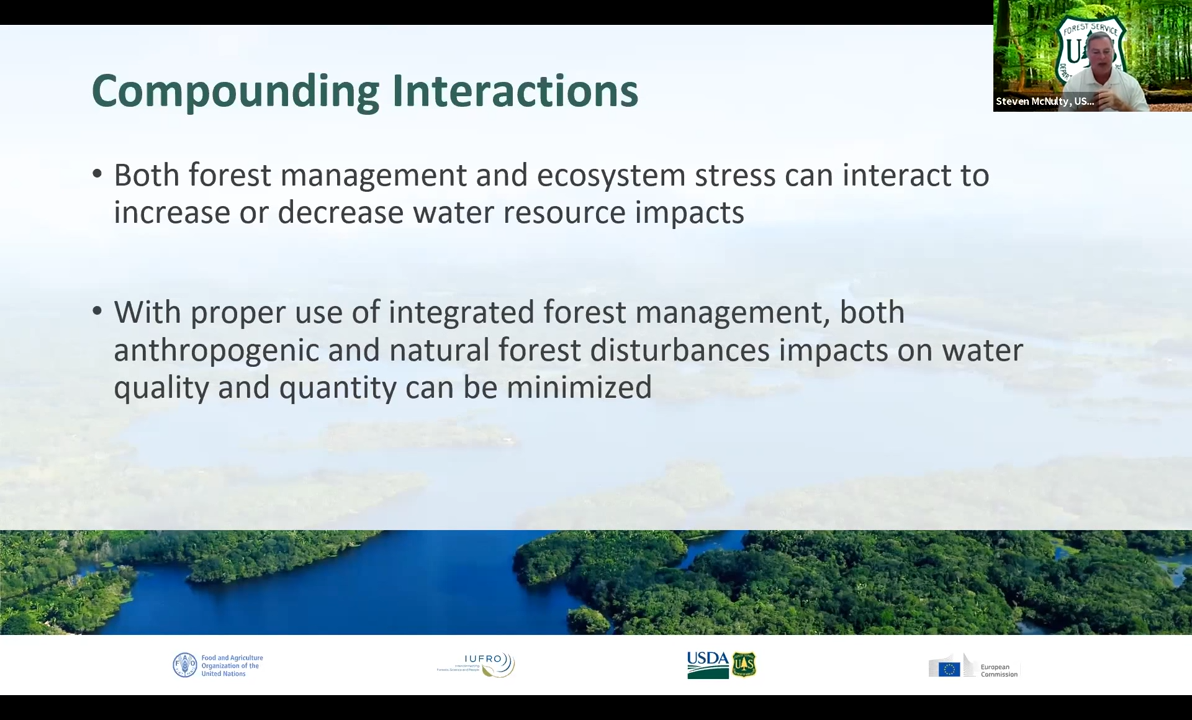 FOREST SERVICE
U S
Steven McNulty, US...
Compounding Interactions
• Both forest management and ecosystem stress can interact to
increase or decrease water resource impacts
• With proper use of integrated forest management, both
anthropogenic and natural forest disturbances impacts on water
quality and quantity can be minimized
Food and Agriculture
Organization of the
United Nations
IUFRO
USDA
European
Commission